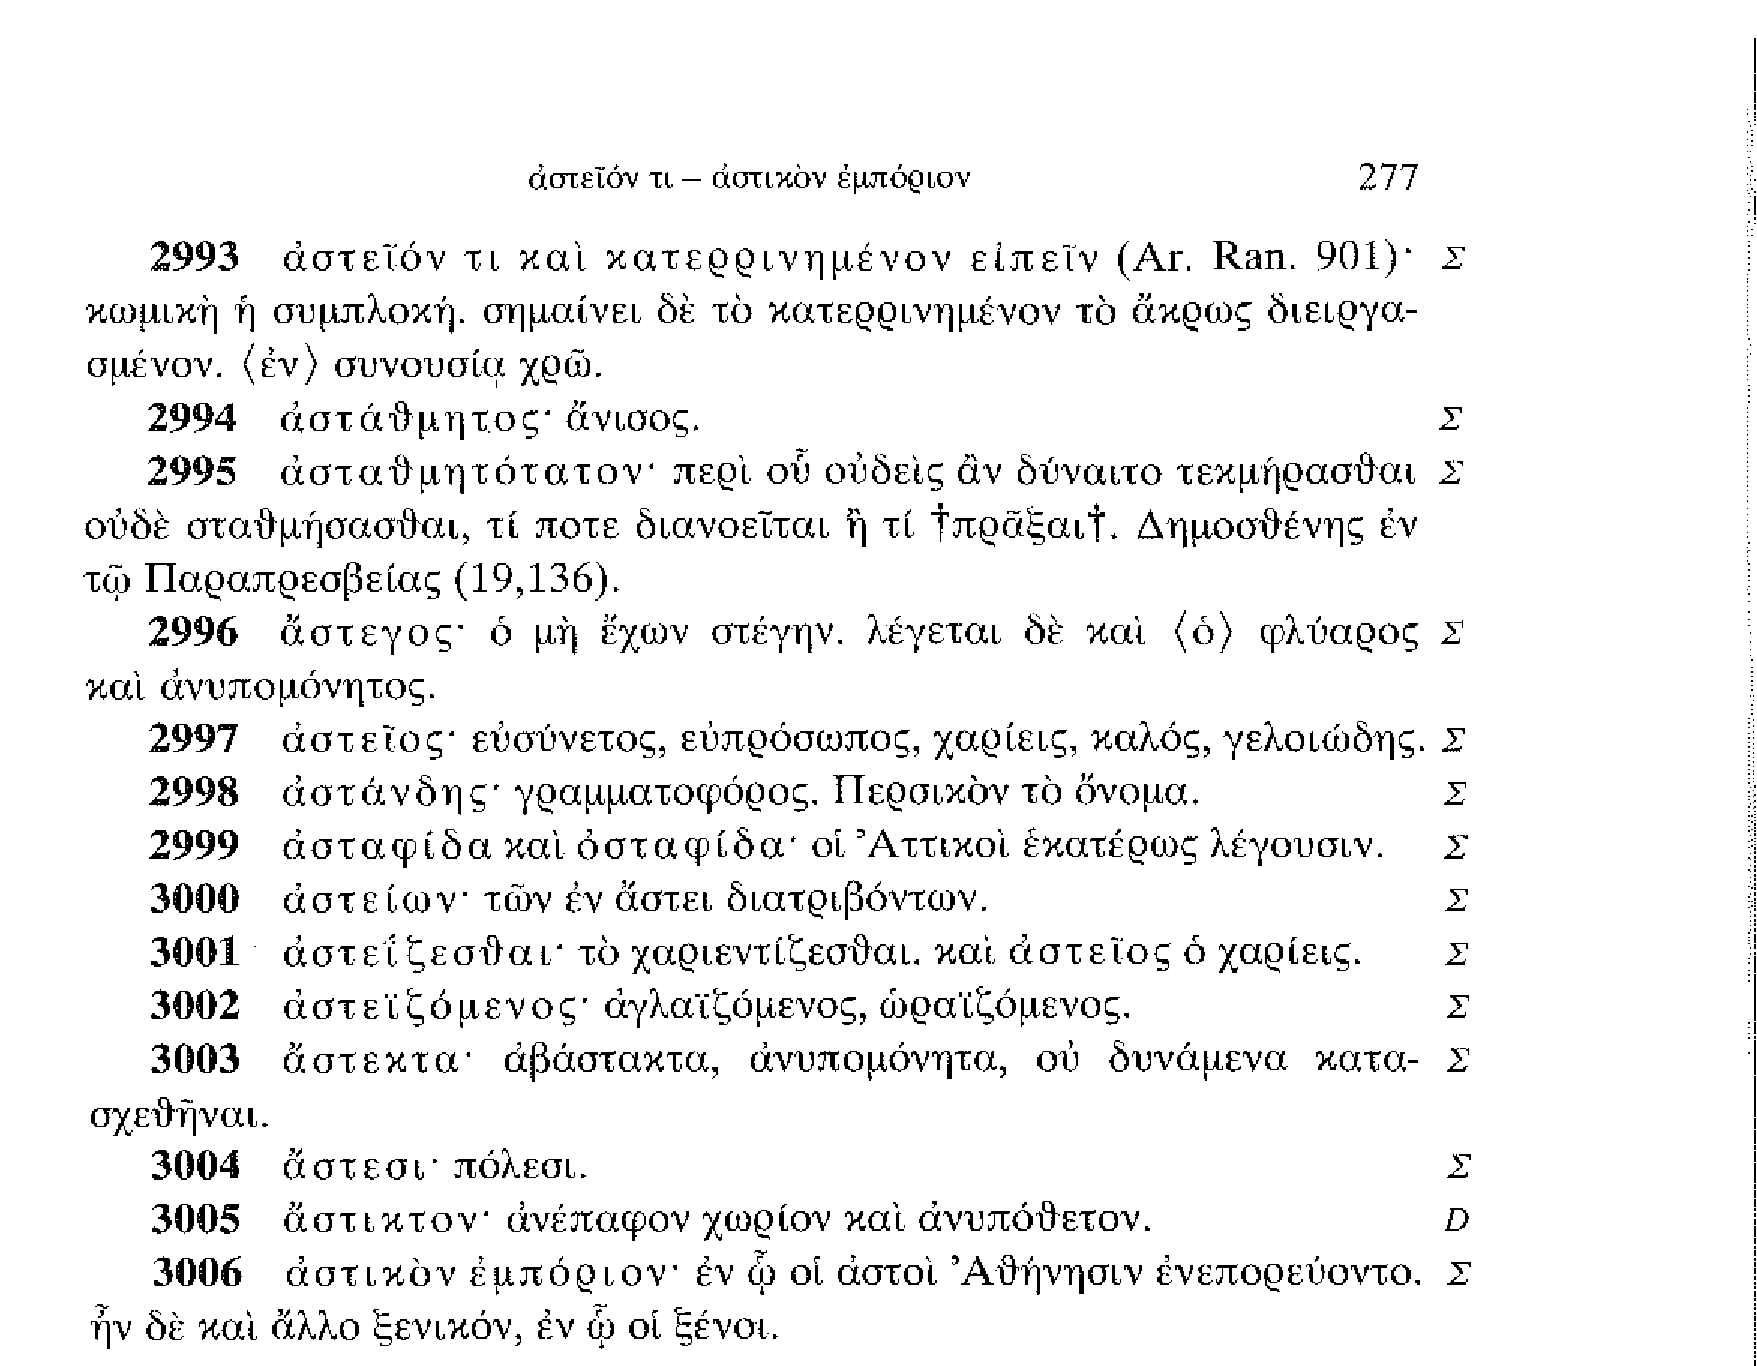 ἀστεῖόν τι – ἀστικὸν ἐμπόριον 277
2993 ἀστεῖόν τι καὶ κατερρινημένον εἰπεῖν (Ar. Ran. 901)· Σ
κωμικὴ ἡ συμπλοκή. σημαίνει δὲ τὸ κατερρινημένον τὸ ἄκρως διειργα-
σμένον. ⟨ἐν⟩ συνουσίᾳ χρῶ.
2994 ἀστάθμητος· ἄνισος. Σ
2995 ἀσταθμητότατον· περὶ οὗ οὐδεὶς ἂν δύναιτο τεκμήρασθαι Σ
οὐδὲ σταθμήσασθαι, τί ποτε διανοεῖται ἢ τί †πρᾶξαι†. Δημοσθένης ἐν
τῷ Παραπρεσβείας (19,136).
2996 ἄστεγος· ὁ μὴ ἔχων στέγην. λέγεται δὲ καὶ ⟨ὁ⟩ φλύαρος Σ
καὶ ἀνυπομόνητος.
2997 ἀστεῖος· εὐσύνετος, εὐπρόσωπος, χαρίεις, καλός, γελοιώδης. Σ
2998 ἀστάνδης· γραμματοφόρος. Περσικὸν τὸ ὄνομα. Σ
2999 ἀσταφίδα καὶ ὀσταφίδα· οἱ Ἀττικοὶ ἑκατέρως λέγουσιν. Σ
3000 ἀστείων· τῶν ἐν ἄστει διατριβόντων. Σ
3001 ἀστεΐζεσθαι· τὸ χαριεντίζεσθαι. καὶ ἀστεῖος ὁ χαρίεις. Σ
3002 ἀστεϊζόμενος· ἀγλαϊζόμενος, ὡραϊζόμενος. Σ
3003 ἄστεκτα· ἀβάστακτα, ἀνυπομόνητα, οὐ δυνάμενα κατα- Σ
σχεθῆναι.
3004 ἄστεσι· πόλεσι. Σ
3005 ἄστικτον· ἀνέπαφον χωρίον καὶ ἀνυπόθετον. D
3006 ἀστικὸν ἐμπόριον· ἐν ᾧ οἱ ἀστοὶ Ἀθήνησιν ἐνεπορεύοντο. Σ
ἦν δὲ καὶ ἄλλο ξενικόν, ἐν ᾧ οἱ ξένοι.